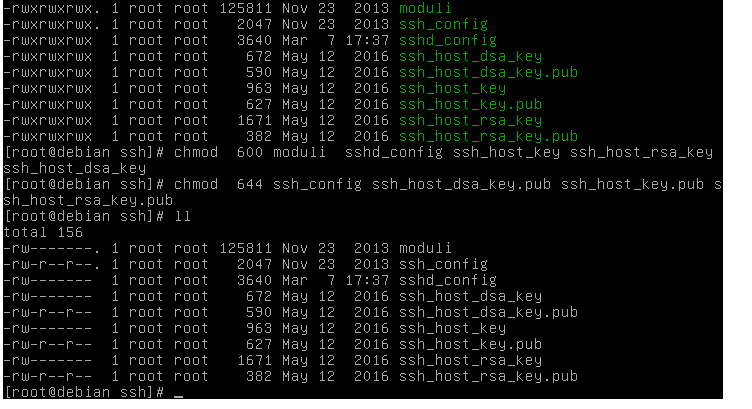 -rwxrwxrwx. 1 root root 125811 Nov 23  2013 moduli
-rwxrwxrwx. 1 root root   2047 Nov 23  2013 ssh_config
-rwxrwxrwx  1 root root   3640 Mar  7 17:37 sshd_config
-rwxrwxrwx  1 root root    672 May 12  2016 ssh_host_dsa_key
-rwxrwxrwx  1 root root    590 May 12  2016 ssh_host_dsa_key.pub
-rwxrwxrwx  1 root root    963 May 12  2016 ssh_host_key
-rwxrwxrwx  1 root root    627 May 12  2016 ssh_host_key.pub
-rwxrwxrwx  1 root root   1671 May 12  2016 ssh_host_rsa_key
-rwxrwxrwx  1 root root    382 May 12  2016 ssh_host_rsa_key.pub
[root@debian ssh]# chmod  600 moduli  sshd_config ssh_host_key ssh_host_rsa_key
ssh_host_dsa_key
[root@debian ssh]# chmod  644 ssh_config ssh_host_dsa_key.pub ssh_host_key.pub s
sh_host_rsa_key.pub
[root@debian ssh]# ll
total 156
-rw-------. 1 root root 125811 Nov 23  2013 moduli
-rw-r--r--. 1 root root   2047 Nov 23  2013 ssh_config
-rw-------  1 root root   3640 Mar  7 17:37 sshd_config
-rw-------  1 root root    672 May 12  2016 ssh_host_dsa_key
-rw-r--r--  1 root root    590 May 12  2016 ssh_host_dsa_key.pub
-rw-------  1 root root    963 May 12  2016 ssh_host_key
-rw-r--r--  1 root root    627 May 12  2016 ssh_host_key.pub
-rw-------  1 root root   1671 May 12  2016 ssh_host_rsa_key
-rw-r--r--  1 root root    382 May 12  2016 ssh_host_rsa_key.pub
[root@debian ssh]# _